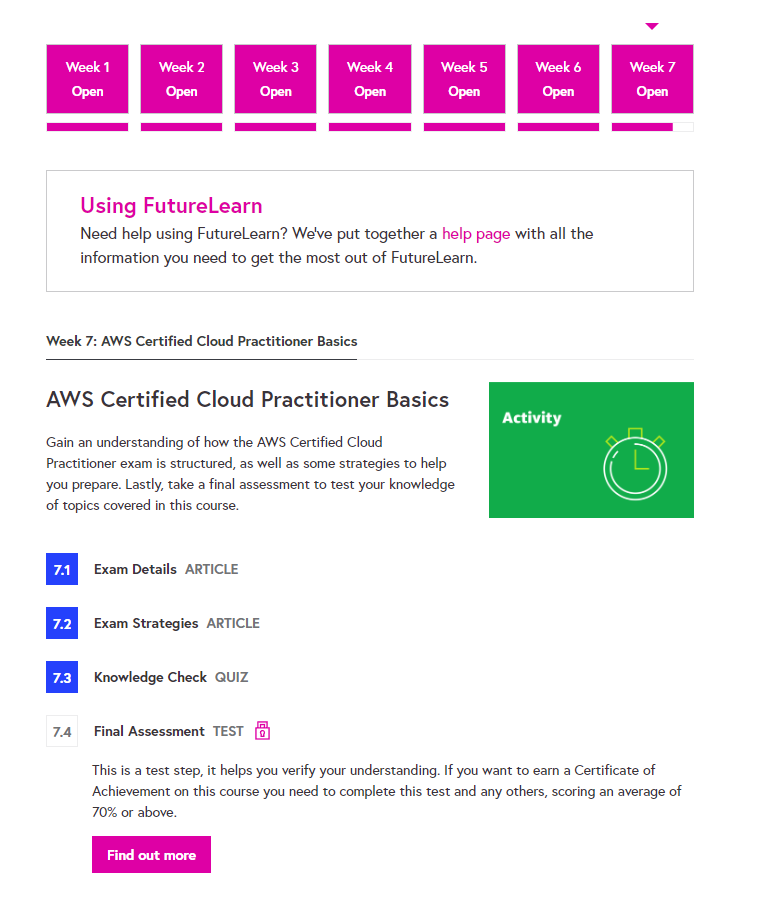 Week 1 Week 2 Week 3 Week 4 Week 5 Week 6 Week 7
Open Open Open Open Open Open Open
Using FutureLearn
Need help using FutureLearn? We've put together a help page with all the
information you need to get the most out of FutureLearn.
Week 7: AWS Certified Cloud Practitioner Basics
AWS Certified Cloud Practitioner Basics
Gain an understanding of how the AWS Certified Cloud
Practitioner exam is structured, as well as some strategies to help
you prepare. Lastly, take a final assessment to test your knowledge
of topics covered in this course.
Activity
7.1 Exam Details ARTICLE
7.2 Exam Strategies ARTICLE
7.3 Knowledge Check QUIZ
7.4 Final Assessment TEST
This is a test step, it helps you verify your understanding. If you want to earn a Certificate of
Achievement on this course you need to complete this test and any others, scoring an average of
70% or above.
Find out more